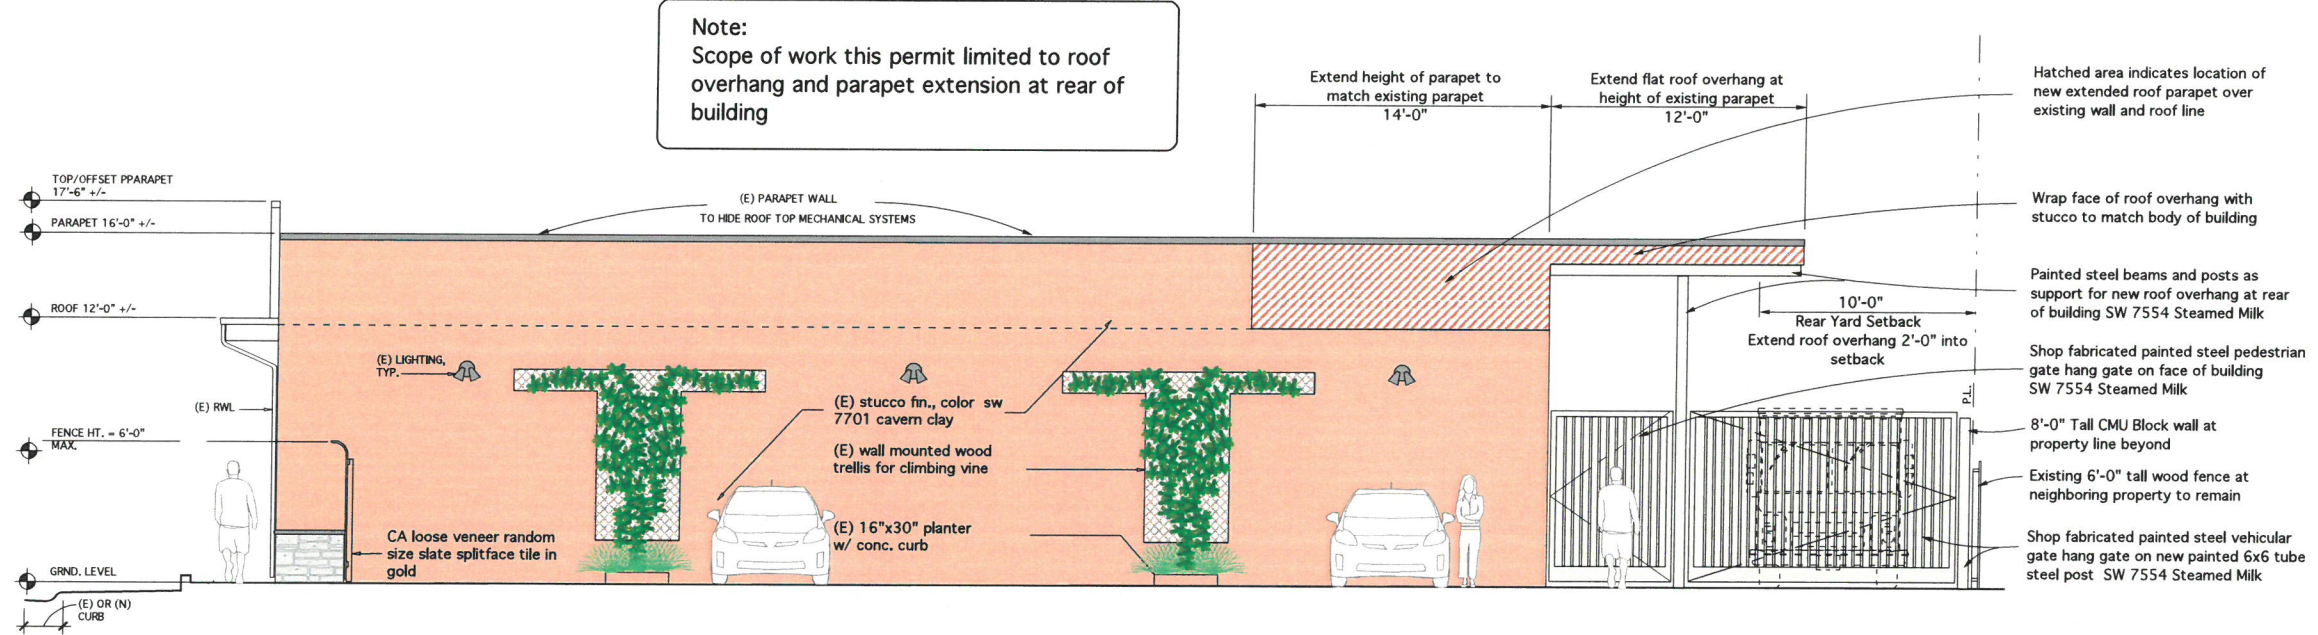 Note:
Scope of work this permit limited to roof
overhang and parapet extension at rear of
building
Extend height of parapet to
match existing parapet
14'-0"
Extend flat roof overhang at
height of existing parapet
12'-0"
Hatched area indicates location of
new extended roof parapet over
existing wall and roof line
TOP/OFFSET PPARAPET
17'-6" +/-
PARAPET 16'-0" +/-
(E) PARAPET WALL
TO HIDE ROOF TOP MECHANICAL SYSTEMS
Wrap face of roof overhang with
stucco to match body of building
ROOF 12'-0" +/-
Painted steel beams and posts as
support for new roof overhang at rear
of building SW 7554 Steamed Milk
10'-0"
Rear Yard Setback
Extend roof overhang 2'-0" into
setback
(E) LIGHTING,
TYP.
Shop fabricated painted steel pedestrian
gate hang gate on face of building
SW 7554 Steamed Milk
P.L.
(E) RWL
(E) stucco fin., color sw
7701 cavern clay
FENCE HT. = 6'-0"
MAX.
8'-0" Tall CMU Block wall at
property line beyond
(E) wall mounted wood
trellis for climbing vine
Existing 6'-0" tall wood fence at
neighboring property to remain
CA loose veneer random
size slate splitface tile in
gold
(E) 16"x30" planter
w/ conc. curb
Shop fabricated painted steel vehicular
gate hang gate on new painted 6x6 tube
steel post SW 7554 Steamed Milk
GRND. LEVEL
(E) OR (N)
CURB